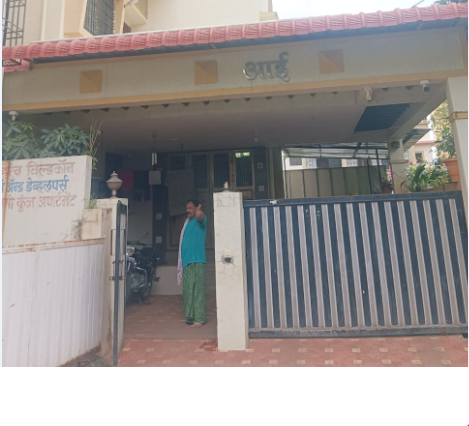 आई
बिल्डकॉन
अॅन्ड डेव्हलपर्स
कुंज अपार्टमेंट